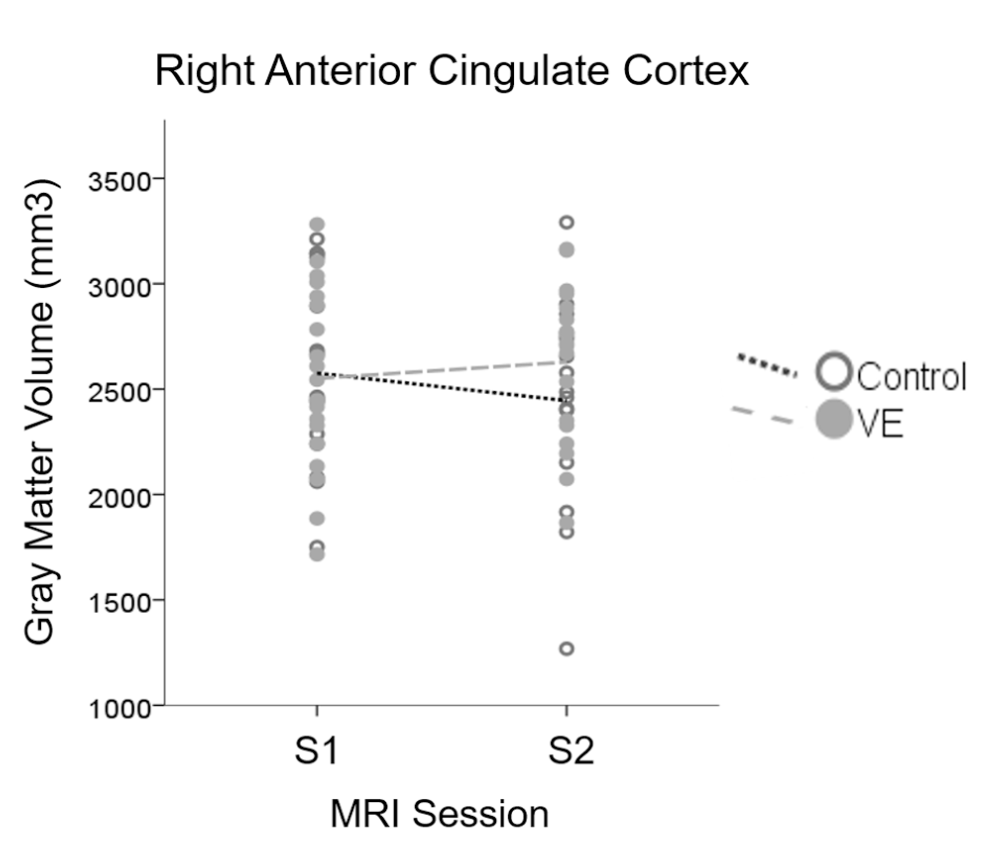 Right Anterior Cingulate Cortex
Gray Matter Volume (mm3)
3500
3000
2500
2000
1500
1000
S1
S2
MRI Session
Control
VE